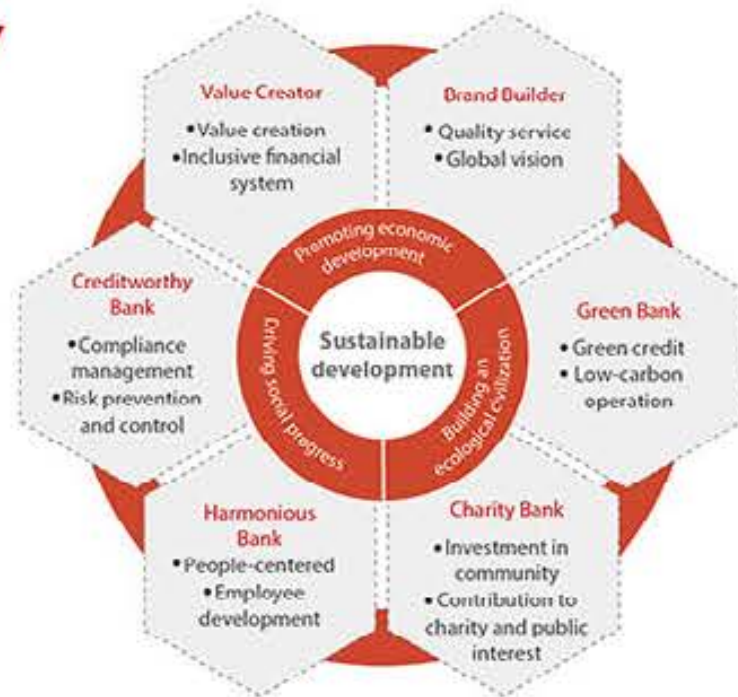 Value Creator
•Value creation
•Inclusive financial
system
Brand Builder
•Quality service
•Global vision
Creditworthy
Bank
•Compliance
management
•Risk prevention
and control
Promoting economic
development
Driving social progress
Sustainable
development
Building an
ecological civilization
Green Bank
•Green credit
•Low-carbon
operation
Harmonious
Bank
•People-centered
•Employee
development
Charity Bank
•Investment in
community
•Contribution to
charity and public
interest